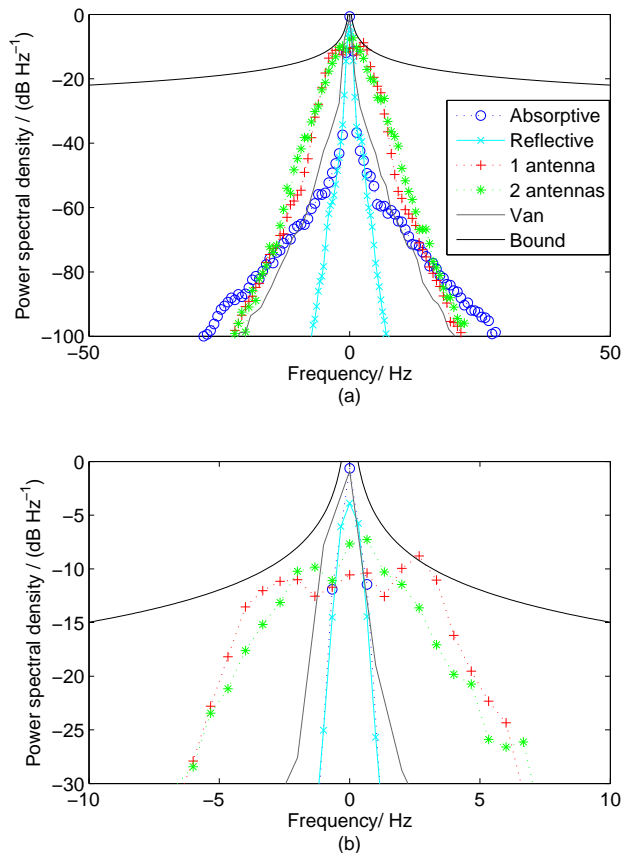 0
−20
−40
−60
−80
−100
Power spectral density / (dB Hz−1)
Absorptive
Reflective
1 antenna
2 antennas
Van
Bound
−50 0 50
Frequency/ Hz
(a)
0
−5
−10
−15
−20
−25
−30
Power spectral density / (dB Hz−1)
−10 −5 0 5 10
Frequency/ Hz
(b)